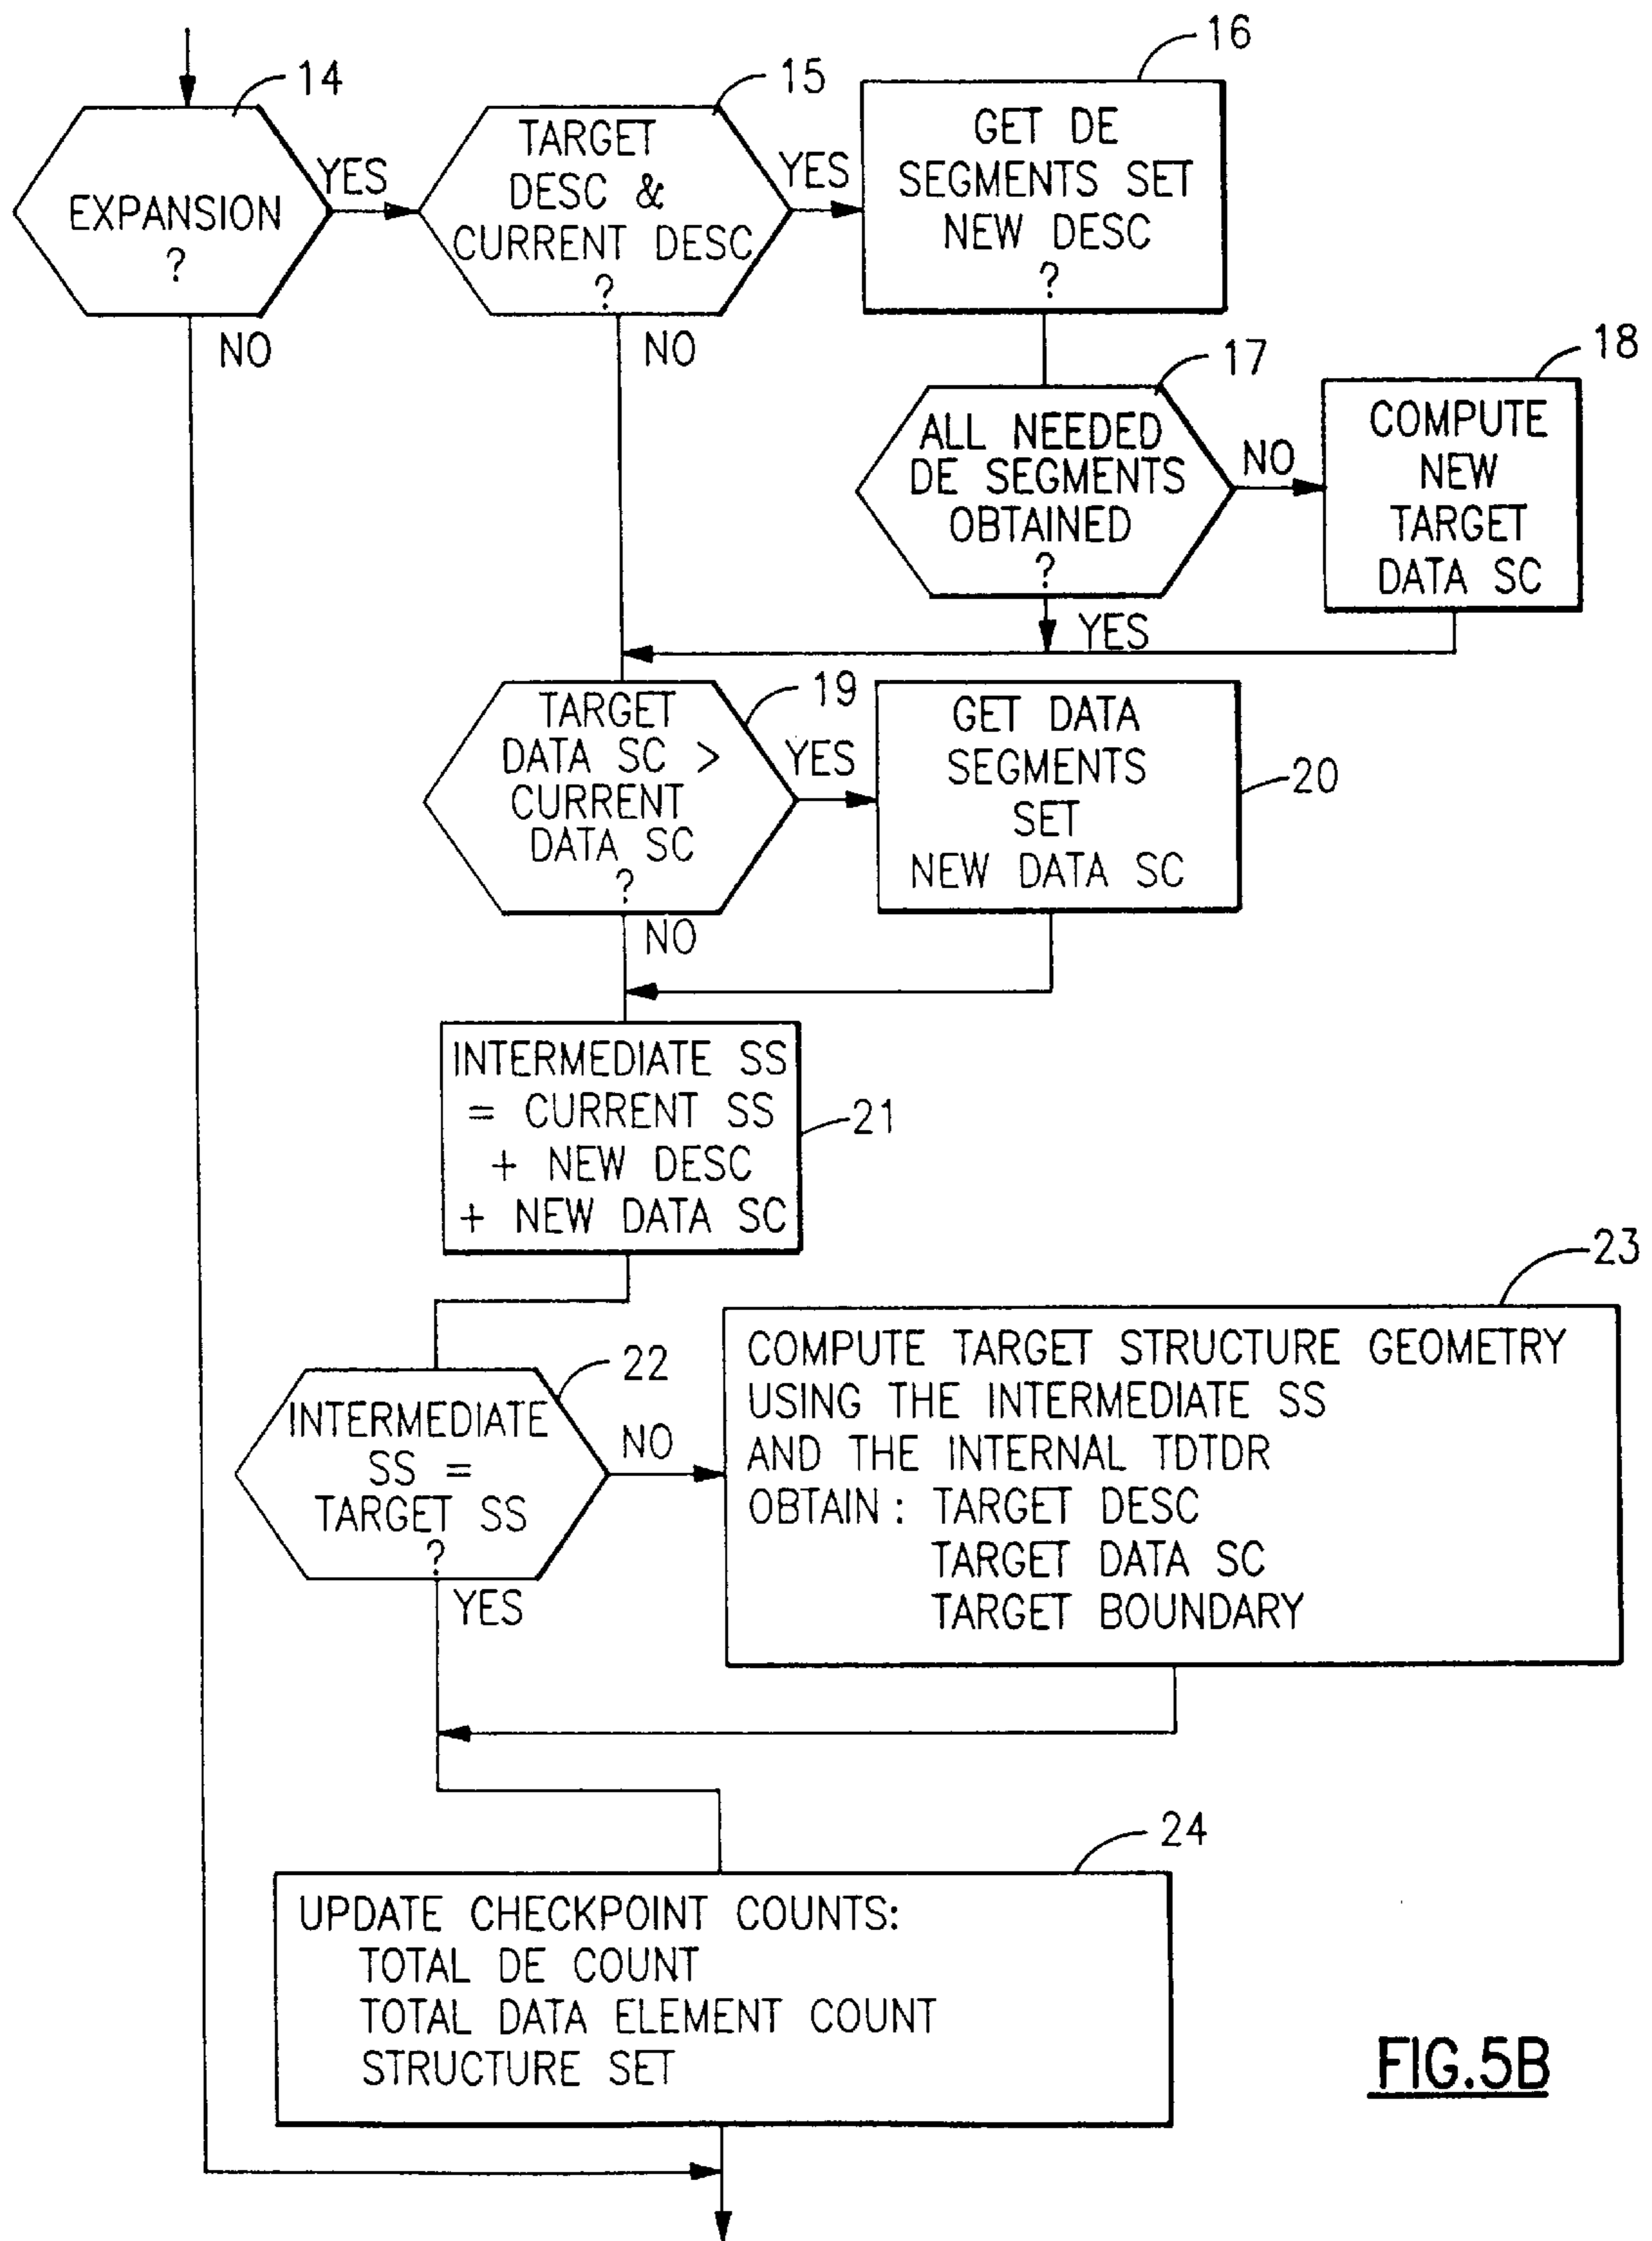 14
EXPANSION
?
YES
NO
15
TARGET
DESC &
CURRENT DESC
?
YES
NO
16
GET DE
SEGMENTS SET
NEW DESC
?
17
ALL NEEDED
DE SEGMENTS
OBTAINED
?
NO
YES
18
COMPUTE
NEW
TARGET
DATA SC
19
TARGET
DATA SC >
CURRENT
DATA SC
?
YES
NO
20
GET DATA
SEGMENTS
SET
NEW DATA SC
21
INTERMEDIATE SS
= CURRENT SS
+ NEW DESC
+ NEW DATA SC
22
INTERMEDIATE
SS =
TARGET SS
?
NO
YES
23
COMPUTE TARGET STRUCTURE GEOMETRY
USING THE INTERMEDIATE SS
AND THE INTERNAL TDTDR
OBTAIN: TARGET DESC
TARGET DATA SC
TARGET BOUNDARY
24
UPDATE CHECKPOINT COUNTS:
TOTAL DE COUNT
TOTAL DATA ELEMENT COUNT
STRUCTURE SET
FIG.5B